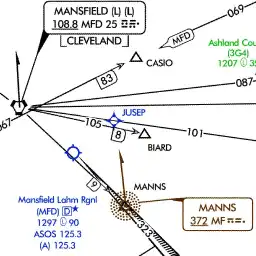 MANSFIELD (L) (L)
108.8 MFD 25
CLEVELAND
069
MFD
Ashland Cou
(3G4)
1207 Ⓛ 35
CASIO
83
087
067
JUSEP
105
8
101
BIARD
9
MANNS
Mansfield Lahm Rgnl
(MFD) D★
1297 Ⓛ 90
ASOS 125.3
(A) 125.3
323
MANNS
372 MF